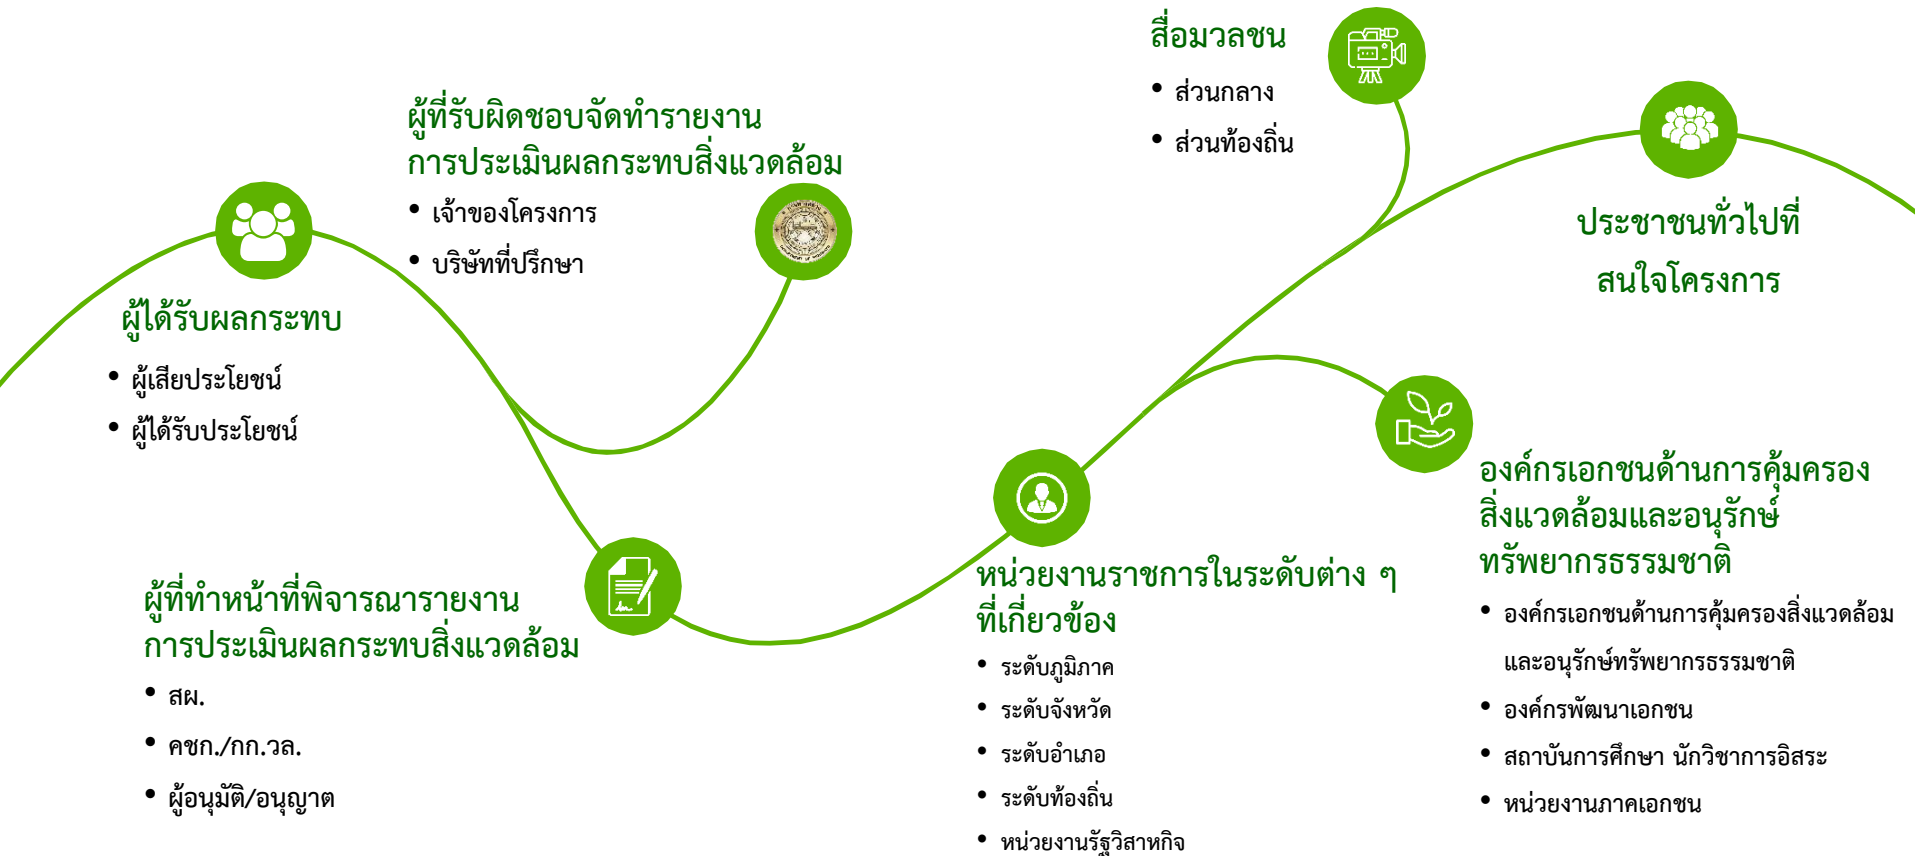 ผู้ได้รับผลกระทบ
• ผู้เสียประโยชน์
• ผู้ได้รับประโยชน์
ผู้ที่รับผิดชอบจัดทำรายงาน
การประเมินผลกระทบสิ่งแวดล้อม
• เจ้าของโครงการ
• บริษัทที่ปรึกษา
ผู้ที่ทำหน้าที่พิจารณารายงาน
การประเมินผลกระทบสิ่งแวดล้อม
• สผ.
• คชก./กก.วล.
• ผู้อนุมัติ/อนุญาต
หน่วยงานราชการในระดับต่าง ๆ
ที่เกี่ยวข้อง
• ระดับภูมิภาค
• ระดับจังหวัด
• ระดับอำเภอ
• ระดับท้องถิ่น
• หน่วยงานรัฐวิสาหกิจ
สื่อมวลชน
• ส่วนกลาง
• ส่วนท้องถิ่น
องค์กรเอกชนด้านการคุ้มครอง
สิ่งแวดล้อมและอนุรักษ์
ทรัพยากรธรรมชาติ
• องค์กรเอกชนด้านการคุ้มครองสิ่งแวดล้อม
และอนุรักษ์ทรัพยากรธรรมชาติ
• องค์กรพัฒนาเอกชน
• สถาบันการศึกษา นักวิชาการอิสระ
• หน่วยงานภาคเอกชน
ประชาชนทั่วไปที่
สนใจโครงการ